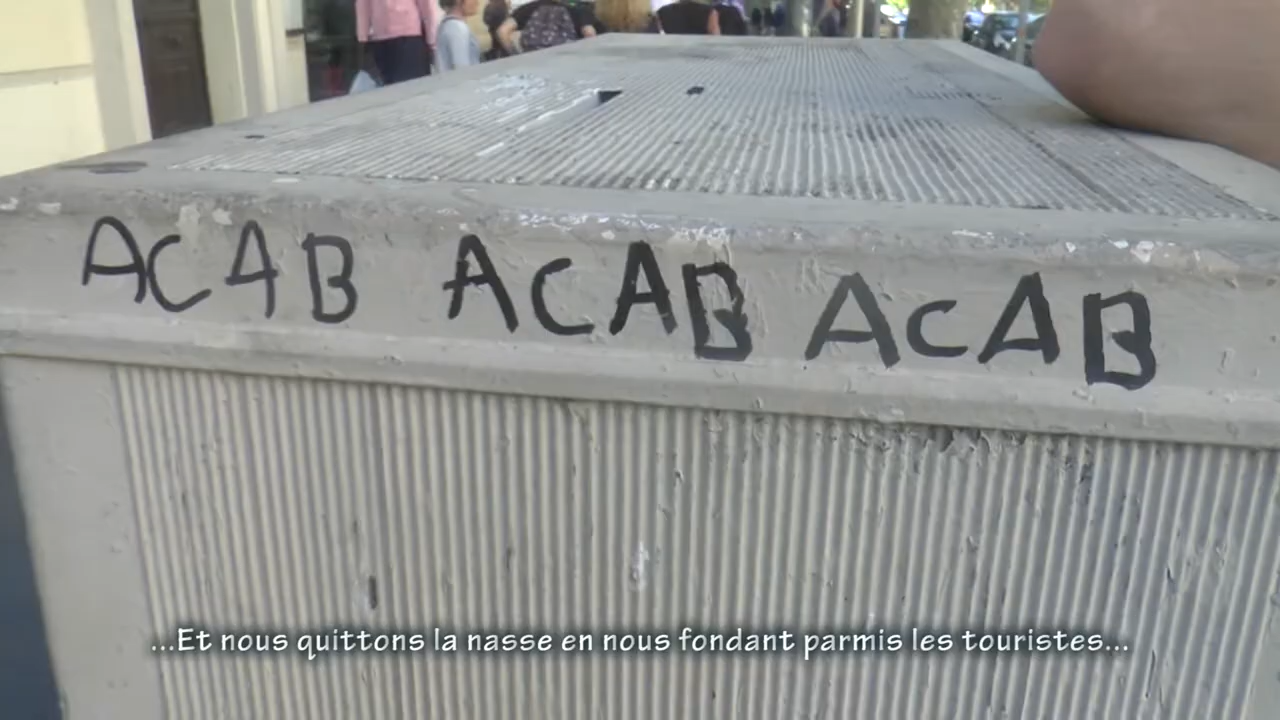 ACAB ACAB ACAB
...Et nous quittons la nasse en nous fondant parmis les touristes...